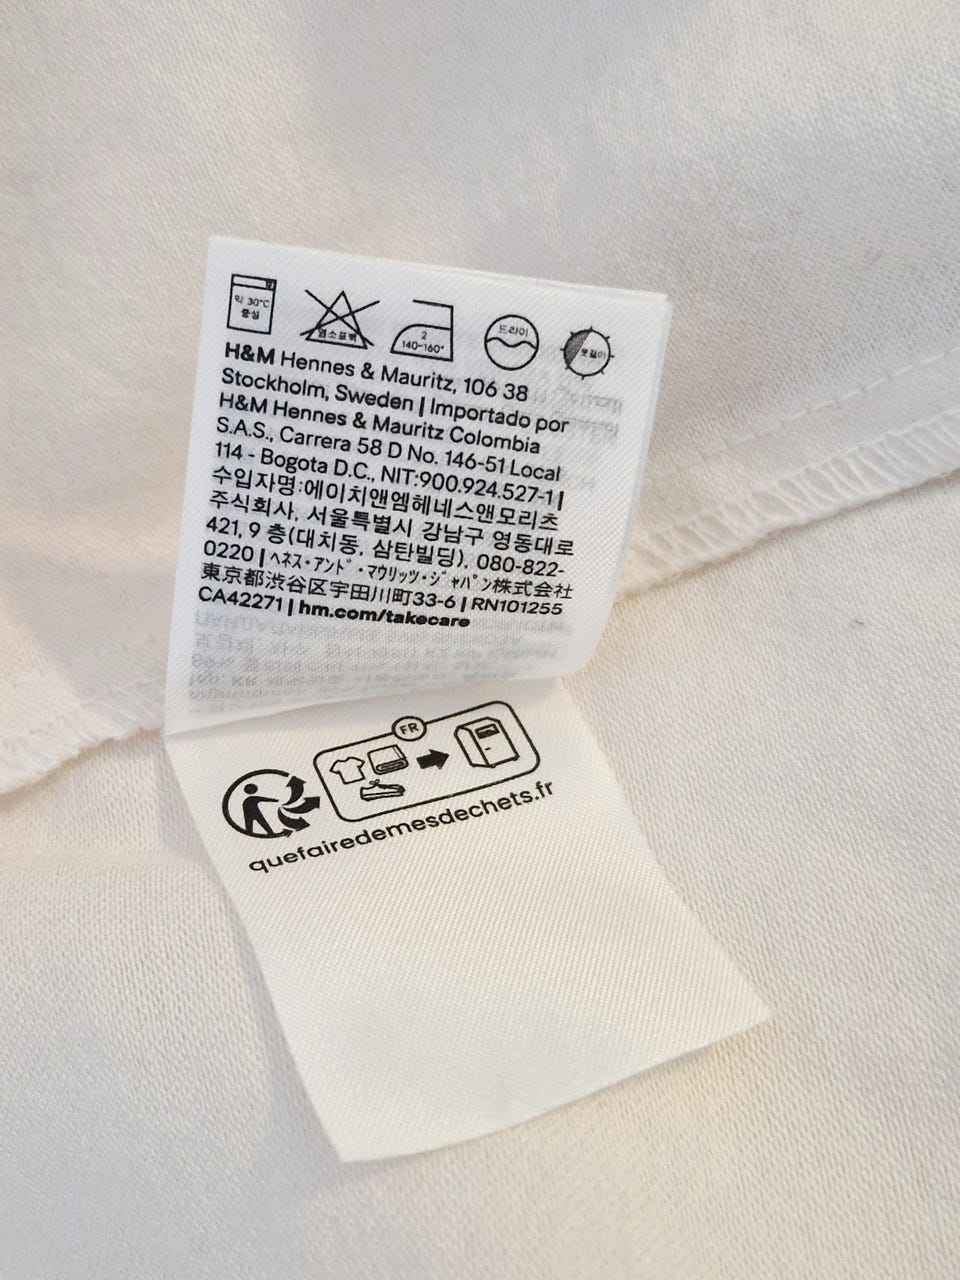 약 30°C
중성
염소표백
2
140-160°
드라이
옷걸이
H&M Hennes & Mauritz, 106 38
Stockholm, Sweden | Importado por
H&M Hennes & Mauritz Colombia
S.A.S., Carrera 58 D No. 146-51 Local
114 - Bogota D.C., NIT:900.924.527-1 |
수입자명:에이치앤엠헤네스앤모리츠
주식회사, 서울특별시 강남구 영동대로
421, 9 층(대치동, 삼탄빌딩), 080-822-
0220 | ヘネス・アンド・マウリッツ・ジャパン株式会社
東京都渋谷区宇田川町33-6 | RN101255
CA42271 | hm.com/takecare
FR
quefairedemesdechets.fr